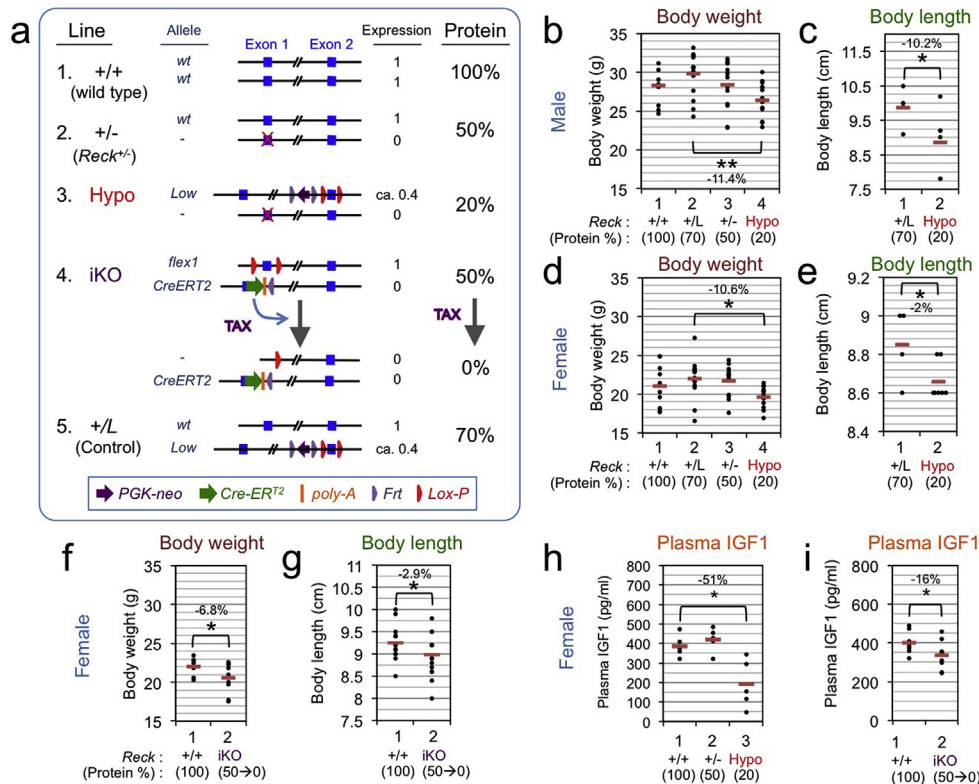 a
Line
Allele
Expression
Protein
Exon 1
Exon 2
1. +/+
(wild type)
wt
wt
1
1
100%
2. +/-
(Reck+/-)
wt
-
1
0
50%
3. Hypo
Low
-
ca. 0.4
0
20%
4. iKO
flex1
CreERT2
1
0
50%
TAX
TAX
-
CreERT2
0
0
0%
5. +/L
(Control)
wt
Low
1
ca. 0.4
70%
PGK-neo
Cre-ERT2
poly-A
Frt
Lox-P
b
Body weight
Male
Body weight (g)
35
30
25
20
15
**
-11.4%
1 2 3 4
Reck : +/+ +/L +/- Hypo
(Protein %) : (100) (70) (50) (20)
c
Body length
Body length (cm)
11.5
10.5
9.5
8.5
7.5
-10.2%
*
1 2
+/L Hypo
(70) (20)
d
Body weight
Female
Body weight (g)
35
30
25
20
15
-10.6%
*
1 2 3 4
Reck : +/+ +/L +/- Hypo
(Protein %) : (100) (70) (50) (20)
e
Body length
Body length (cm)
9.2
9
8.8
8.6
8.4
*
-2%
1 2
+/L Hypo
(70) (20)
f
Body weight
Female
Body weight (g)
35
30
25
20
15
-6.8%
*
1 2
Reck : +/+ iKO
(Protein %) : (100) (50→0)
g
Body length
Body length (cm)
11
10.5
10
9.5
9
8.5
8
7.5
-2.9%
*
1 2
+/+ iKO
(100) (50→0)
h
Plasma IGF1
Female
Plasma IGF1 (pg/ml)
800
700
600
500
400
300
200
100
0
-51%
*
1 2 3
+/+ +/- Hypo
(100) (50) (20)
i
Plasma IGF1
Plasma IGF1 (pg/ml)
800
700
600
500
400
300
200
100
0
-16%
*
1 2
+/+ iKO
(100) (50→0)